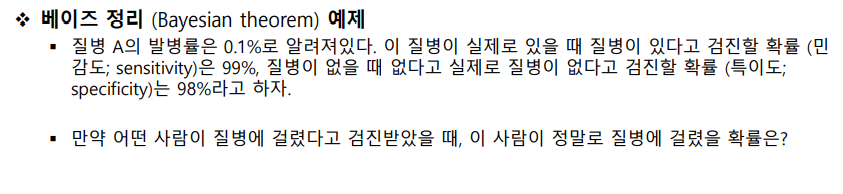 ❖ 베이즈 정리 (Bayesian theorem) 예제
▪ 질병 A의 발병률은 0.1%로 알려져있다. 이 질병이 실제로 있을 때 질병이 있다고 검진할 확률 (민
감도; sensitivity)은 99%, 질병이 없을 때 없다고 실제로 질병이 없다고 검진할 확률 (특이도;
specificity)는 98%라고 하자.
▪ 만약 어떤 사람이 질병에 걸렸다고 검진받았을 때, 이 사람이 정말로 질병에 걸렸을 확률은?